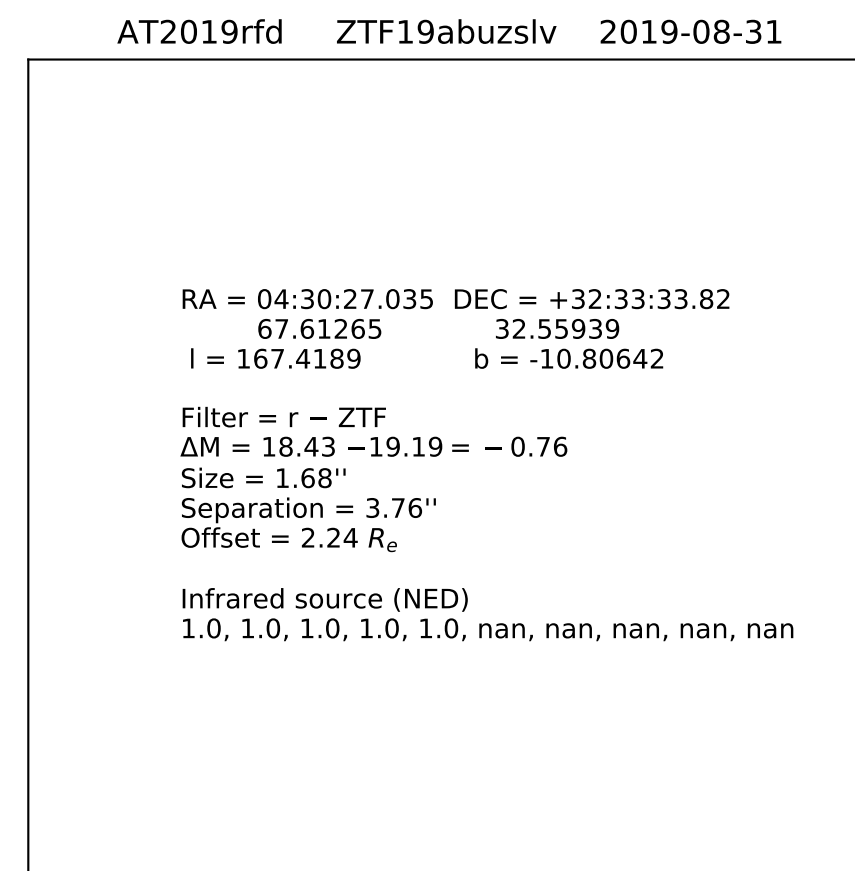 AT2019rfd ZTF19abuzslv 2019-08-31
RA = 04:30:27.035 DEC = +32:33:33.82
67.61265 32.55939
l = 167.4189 b = -10.80642
Filter = r − ZTF
ΔM = 18.43 −19.19 = −0.76
Size = 1.68''
Separation = 3.76''
Offset = 2.24 Re
Infrared source (NED)
1.0, 1.0, 1.0, 1.0, 1.0, nan, nan, nan, nan, nan